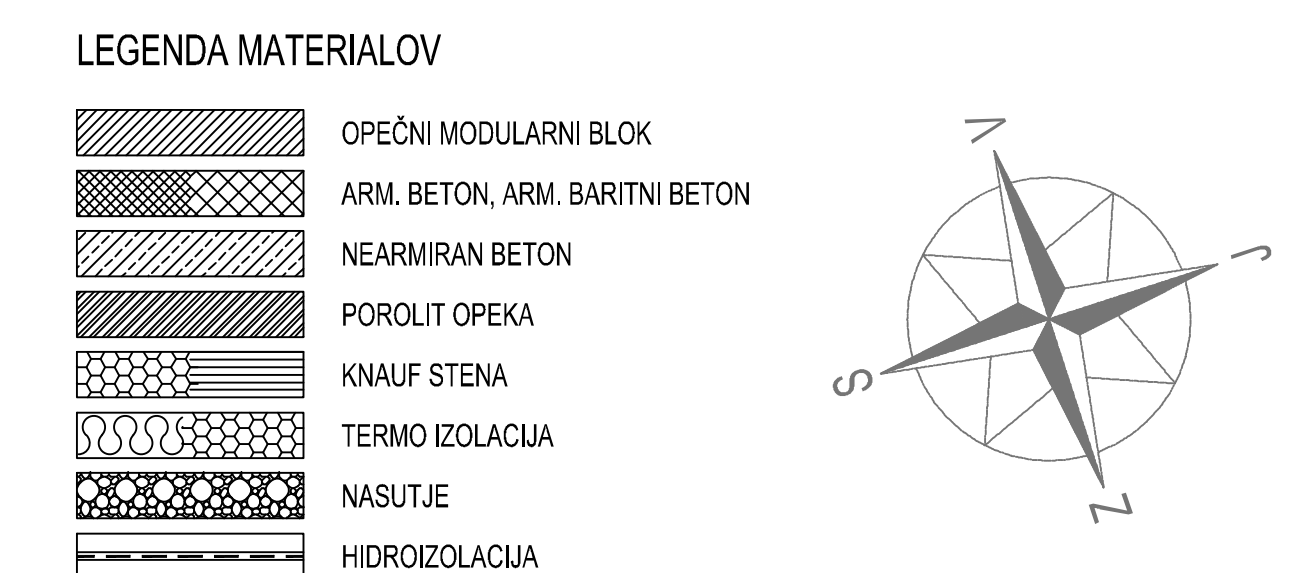 LEGENDA MATERIALOV
OPEČNI MODULARNI BLOK
ARM. BETON, ARM. BARITNI BETON
NEARMIRAN BETON
POROLIT OPEKA
KNAUF STENA
TERMO IZOLACIJA
NASUTJE
HIDROIZOLACIJA
V
J
S
Z